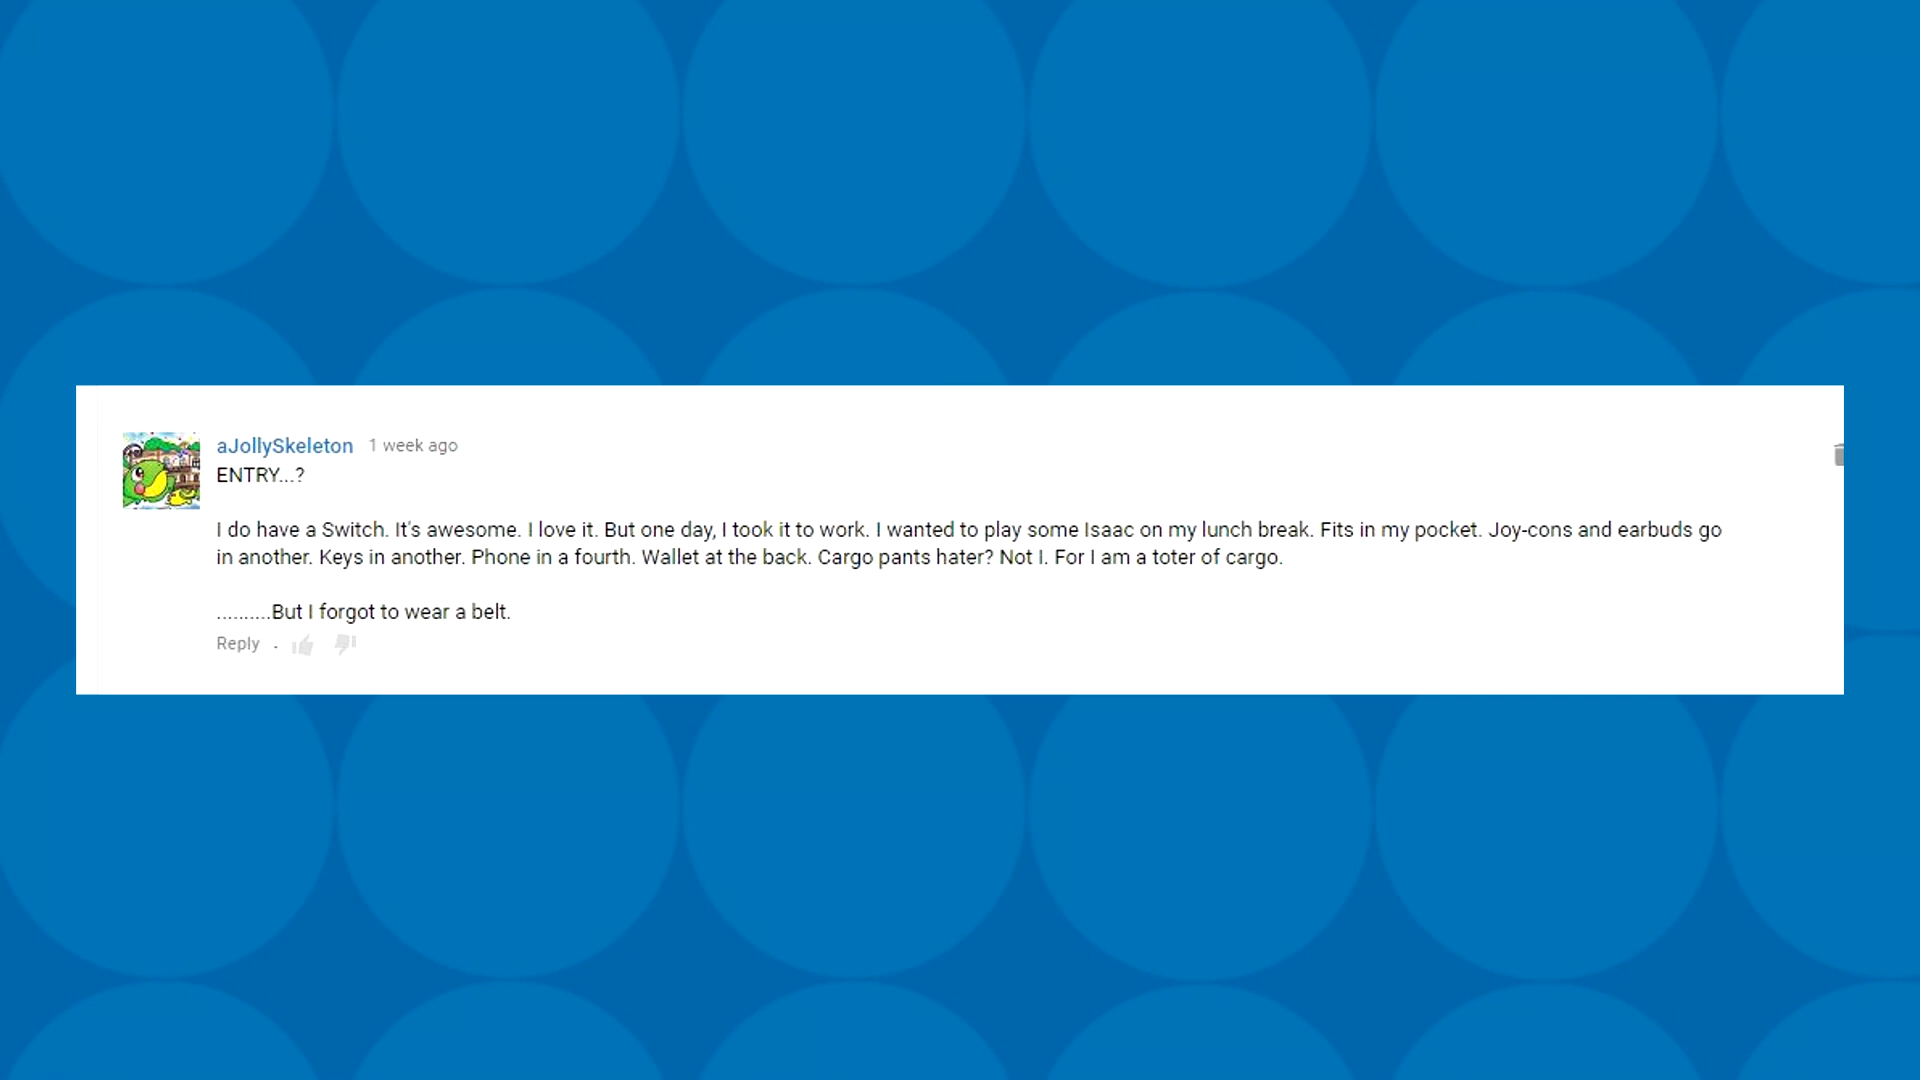 aJollySkeleton 1 week ago
ENTRY...?
I do have a Switch. It's awesome. I love it. But one day, I took it to work. I wanted to play some Isaac on my lunch break. Fits in my pocket. Joy-cons and earbuds go
in another. Keys in another. Phone in a fourth. Wallet at the back. Cargo pants hater? Not I. For I am a toter of cargo.
..........But I forgot to wear a belt.
Reply .